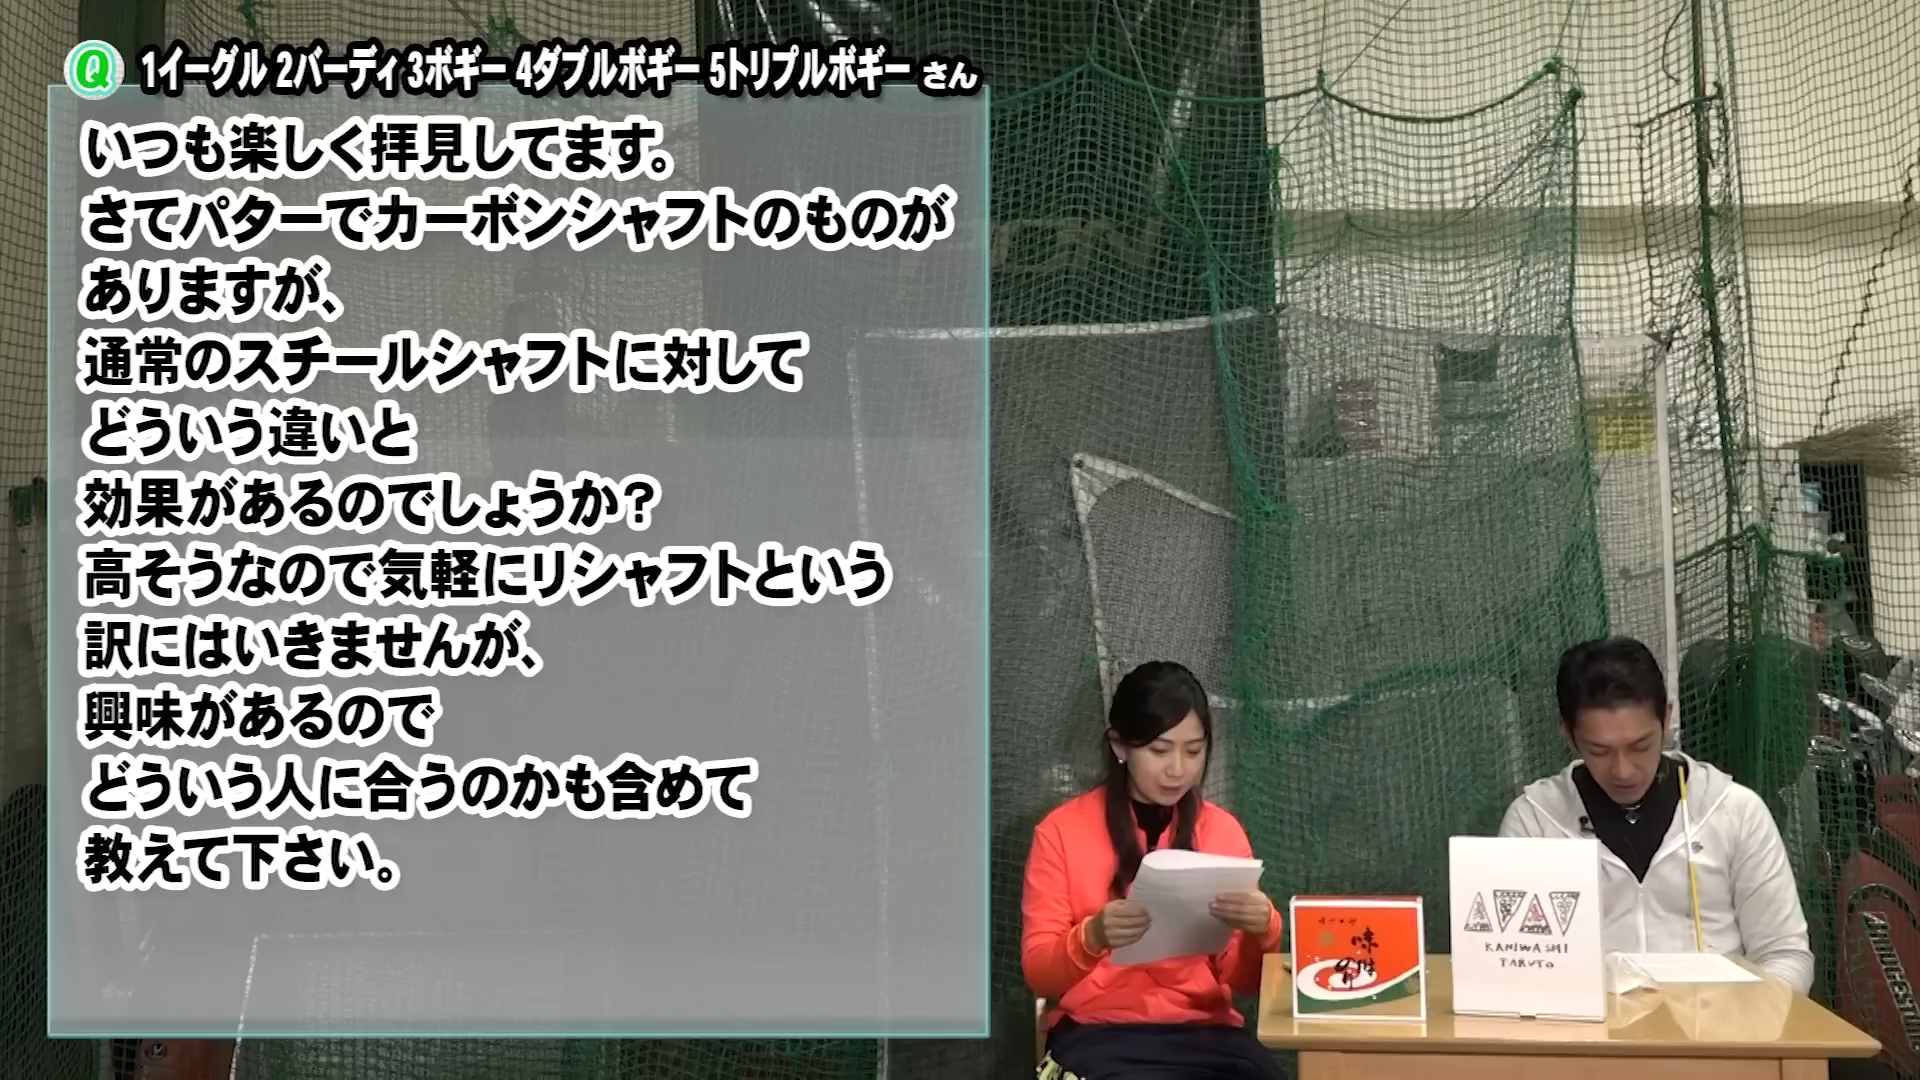 Q 1イーグル 2バーディ 3ボギー 4ダブルボギー 5トリプルボギー さん
いつも楽しく拝見してます。
さてパターでカーボンシャフトのものが
ありますが、
通常のスチールシャフトに対して
どういう違いと
効果があるのでしょうか？
高そうなので気軽にリシャフトという
訳にはいきませんが、
興味があるので
どういう人に合うのかも含めて
教えて下さい。
KANIWASHI
TARUTO